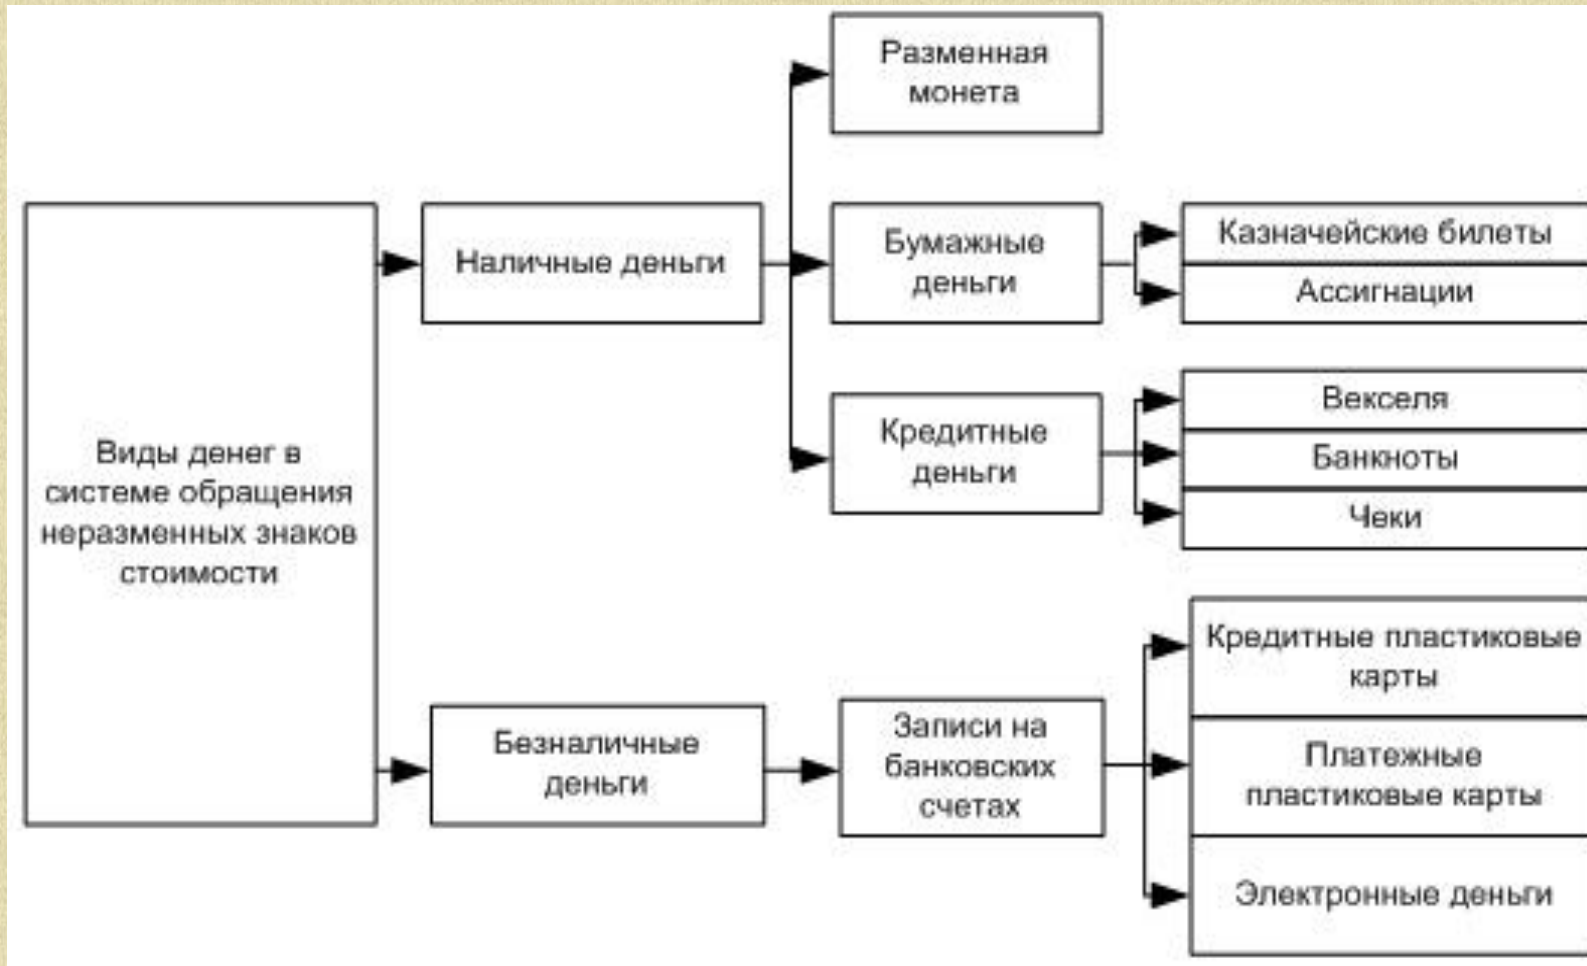 Разменная
монета
Наличные деньги
Бумажные
деньги
Казначейские билеты
Ассигнации
Кредитные
деньги
Векселя
Банкноты
Чеки
Виды денег в
системе обращения
неразменных знаков
стоимости
Безналичные
деньги
Записи на
банковских
счетах
Кредитные пластиковые
карты
Платежные
пластиковые карты
Электронные деньги